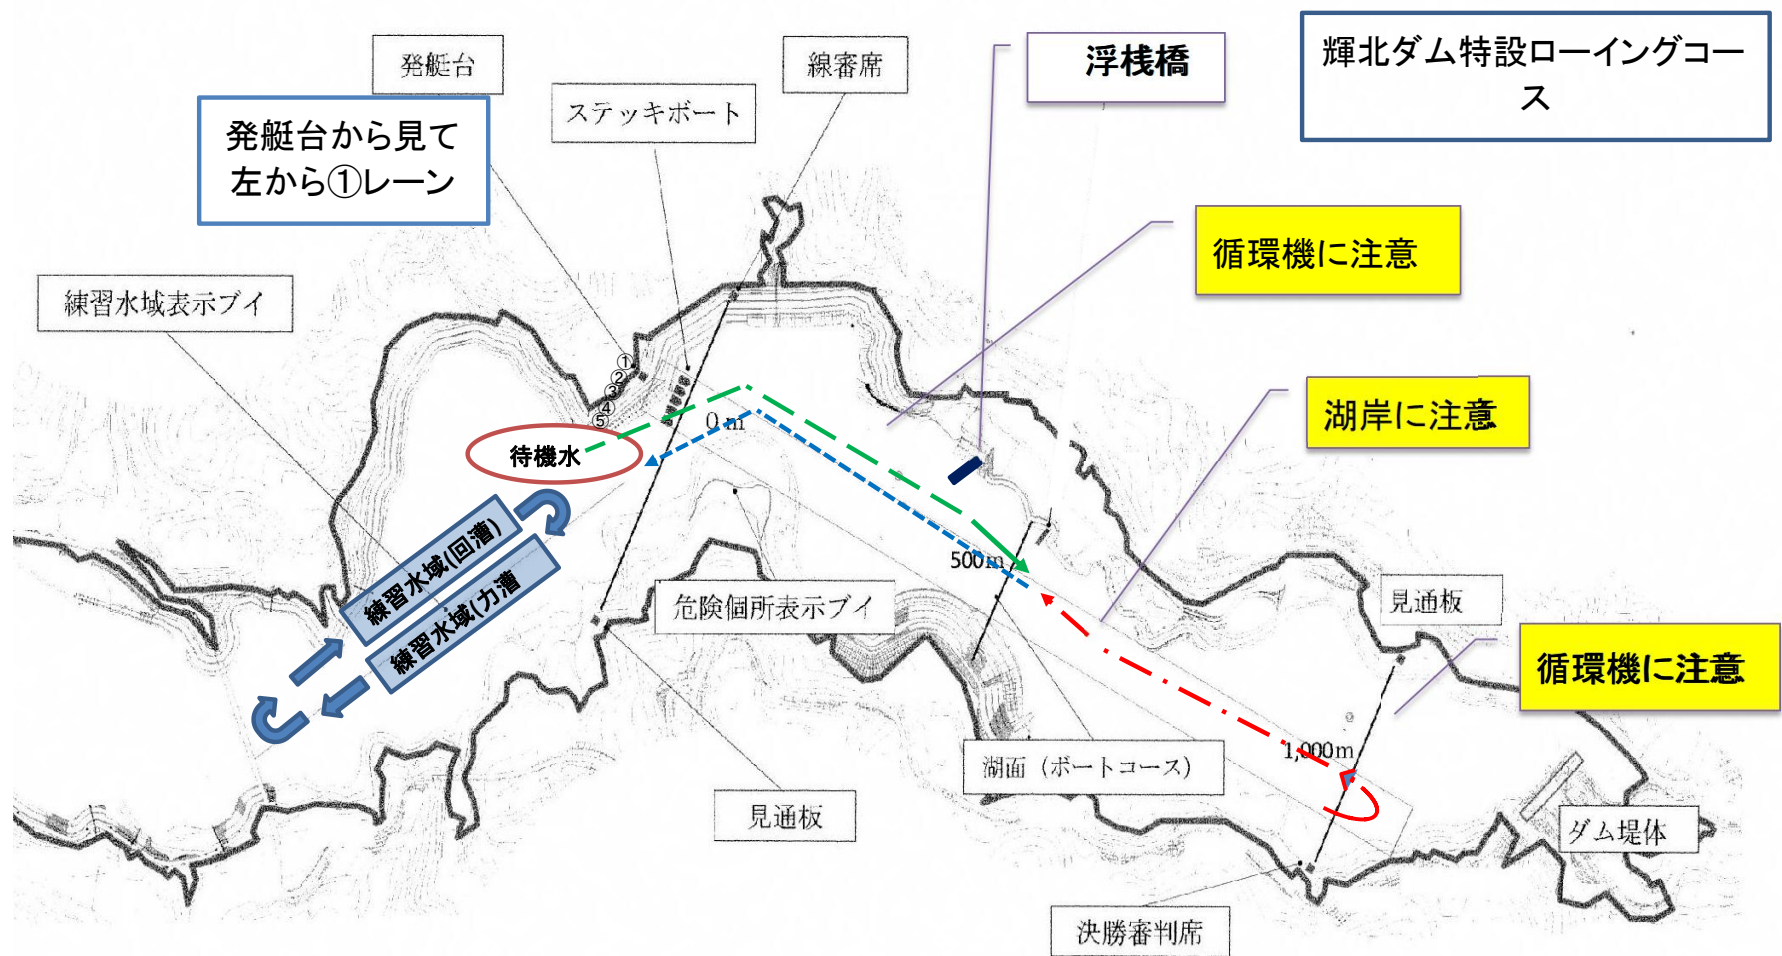 発艇台
線審席
浮桟橋
輝北ダム特設ローイングコー
ス
ステッキボート
発艇台から見て
左から①レーン
循環機に注意
練習水域表示ブイ
①
②
③
④
⑤
0m
湖岸に注意
待機水
練習水域(回漕)
練習水域(力漕
500m
危険個所表示ブイ
見通板
循環機に注意
1,000m
湖面(ボートコース)
見通板
ダム堤体
決勝審判席